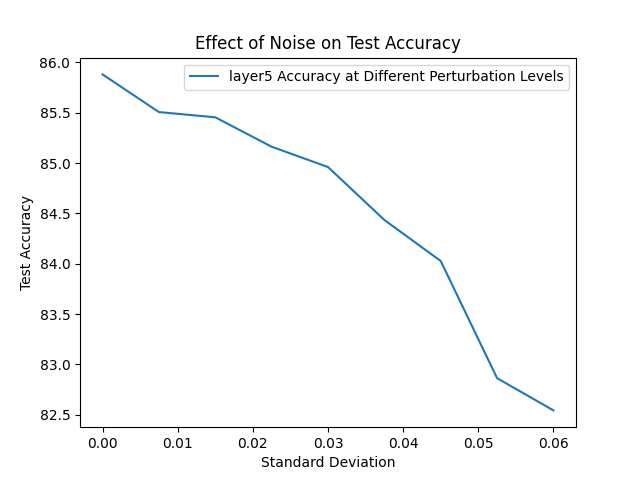 Effect of Noise on Test Accuracy
layer5 Accuracy at Different Perturbation Levels
86.0
85.5
85.0
84.5
84.0
83.5
83.0
82.5
Test Accuracy
0.00 0.01 0.02 0.03 0.04 0.05 0.06
Standard Deviation